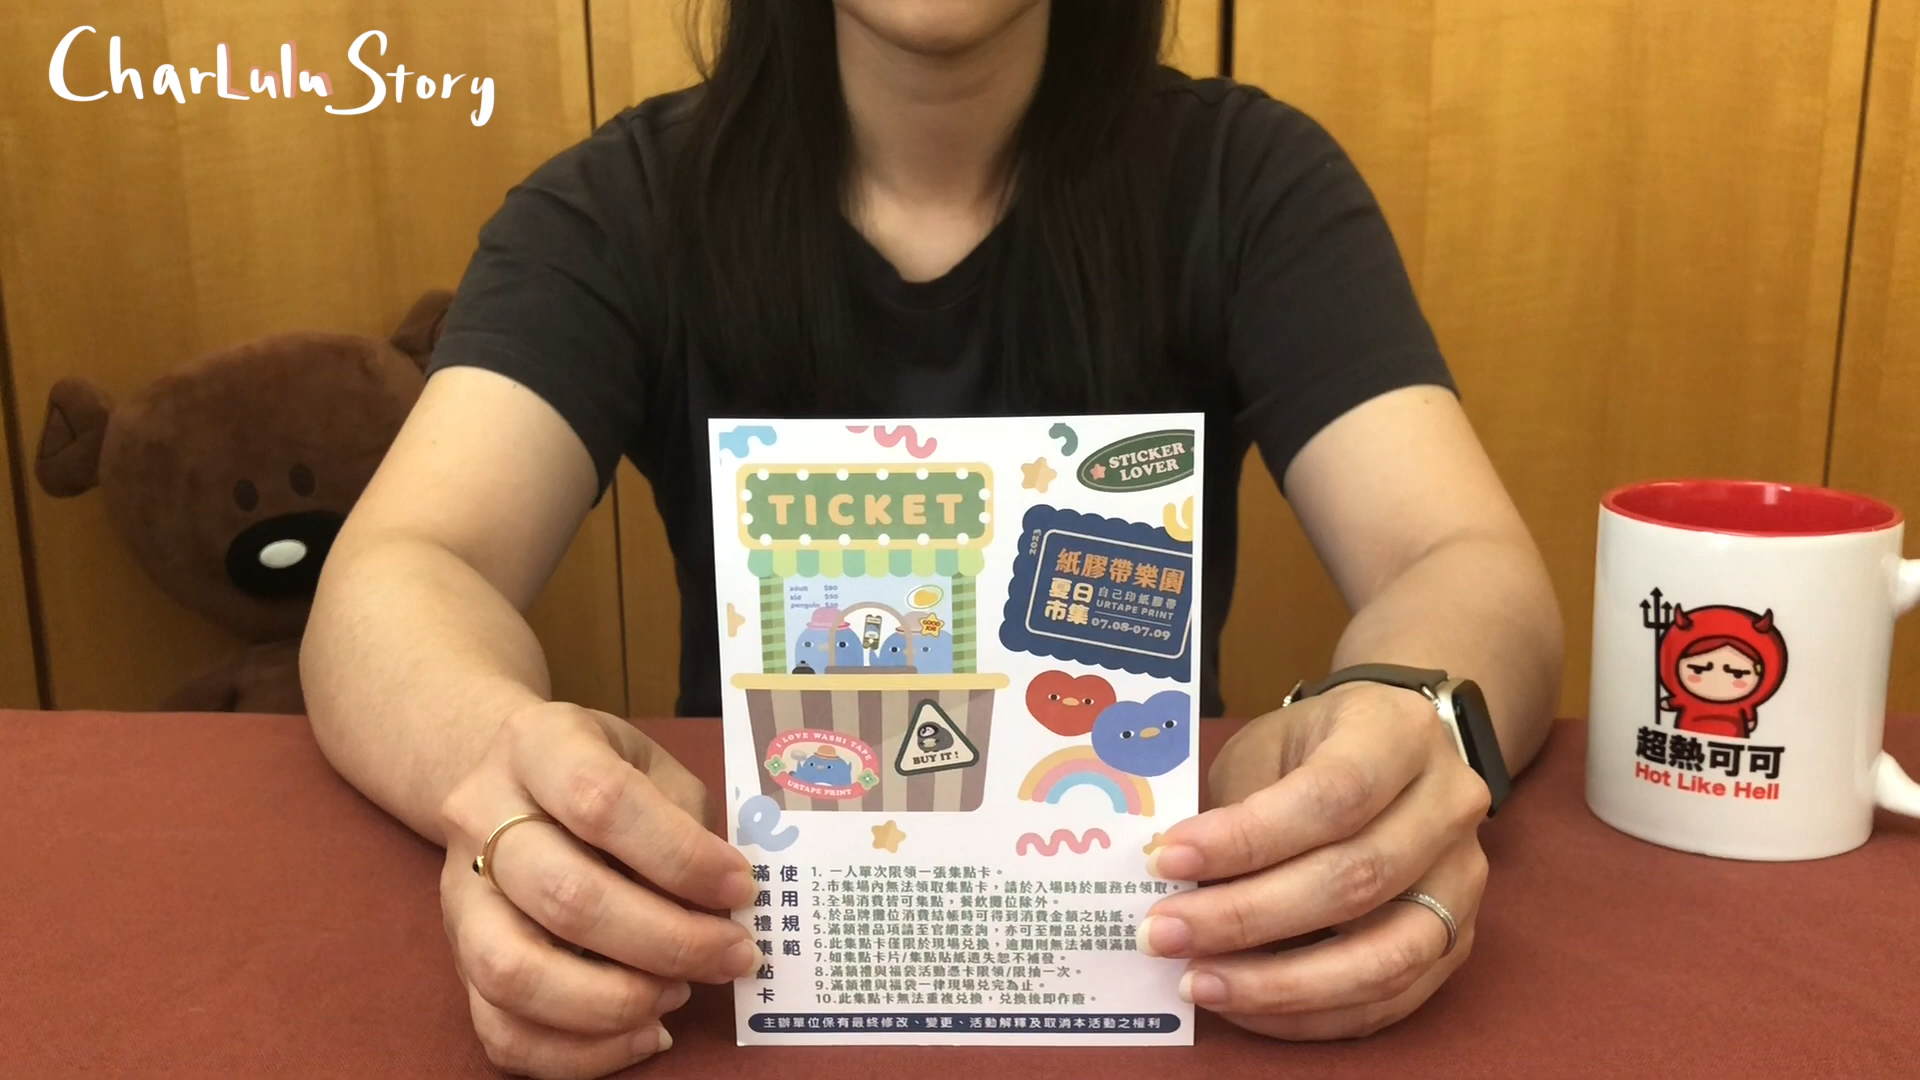 CharLuluStory
STICKER
LOVER
TICKET
2023
紙膠帶樂園
夏日
市集
自己印紙膠帶
URTAPE PRINT
07.08-07.09
adult $80
kid $50
penguin $30
GOOD
JOB
I LOVE WASHI TAPE
URTAPE PRINT
BUY IT!
超熱可可
Hot Like Hell
滿額禮集點卡
使用規範
1. 一人單次限領一張集點卡。
2.市集場內無法領取集點卡，請於入場時於服務台領取。
3.全場消費皆可集點，餐飲攤位除外。
4.於品牌攤位消費結帳時可得到消費金額之貼紙。
5.滿額禮品項請至官網查詢，亦可至贈品兌換處查
6.此集點卡僅限於現場兌換，逾期則無法補領滿額
7.如集點卡片/集點貼紙遺失恕不補發。
8.滿額禮與福袋活動憑卡限領/限抽一次。
9.滿額禮與福袋一律現場兌完為止。
10.此集點卡無法重複兌換，兌換後即作廢。
主辦單位保有最終修改、變更、活動解釋及取消本活動之權利